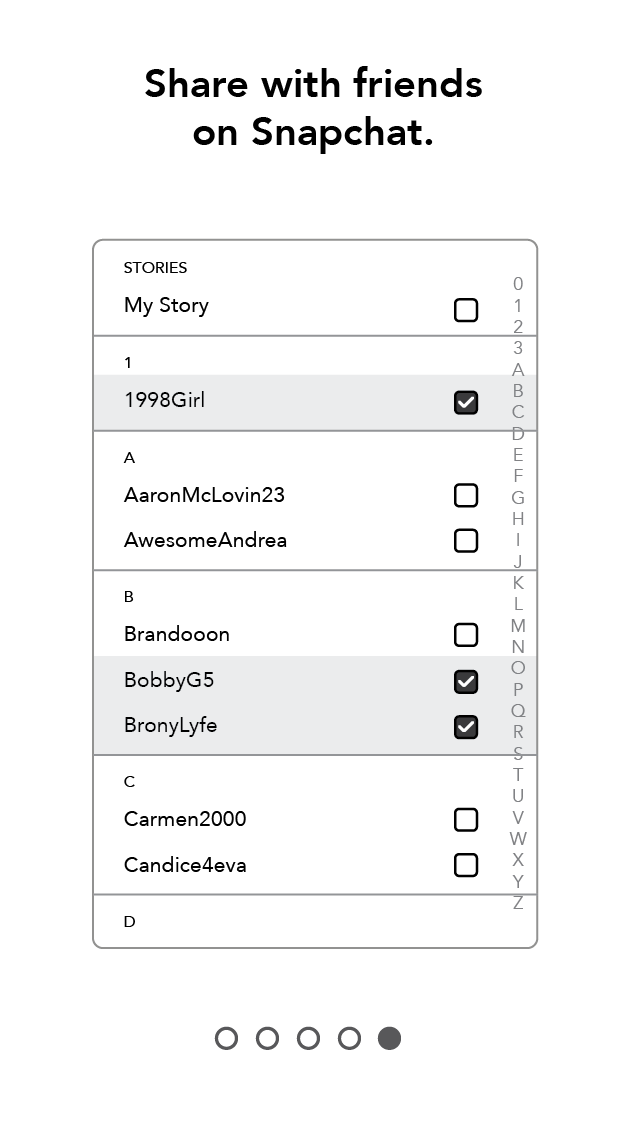 Share with friends
on Snapchat.
STORIES
My Story
1
1998Girl
A
AaronMcLovin23
AwesomeAndrea
B
Brandooon
BobbyG5
BronyLyfe
C
Carmen2000
Candice4eva
D
0
1
2
3
A
B
C
D
E
F
G
H
I
J
K
L
M
N
O
P
Q
R
S
T
U
V
W
X
Y
Z